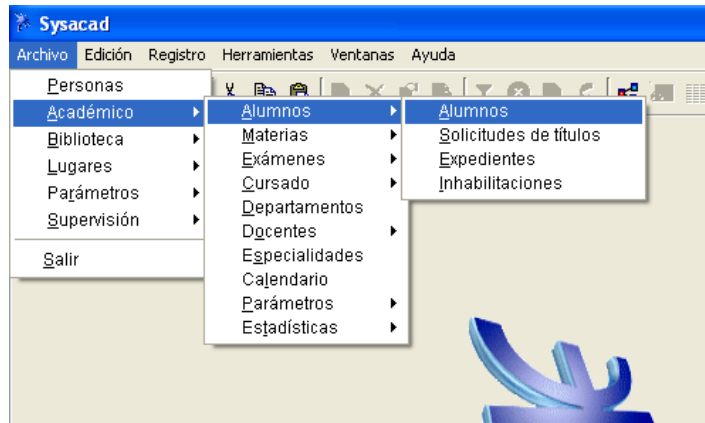 Sysacad
Archivo Edición Registro Herramientas Ventanas Ayuda
Personas
Académico
Biblioteca
Lugares
Parámetros
Supervisión
Salir
Alumnos
Materias
Exámenes
Cursado
Departamentos
Docentes
Especialidades
Calendario
Parámetros
Estadísticas
Alumnos
Solicitudes de títulos
Expedientes
Inhabilitaciones